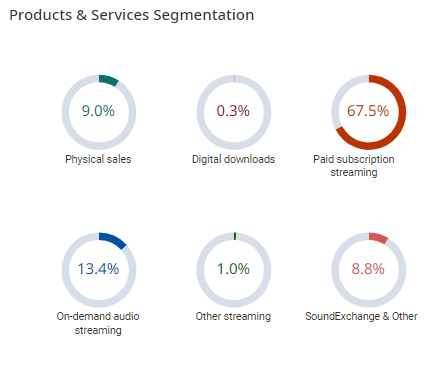 Products & Services Segmentation
9.0%
Physical sales
0.3%
Digital downloads
67.5%
Paid subscription
streaming
13.4%
On-demand audio
streaming
1.0%
Other streaming
8.8%
SoundExchange & Other